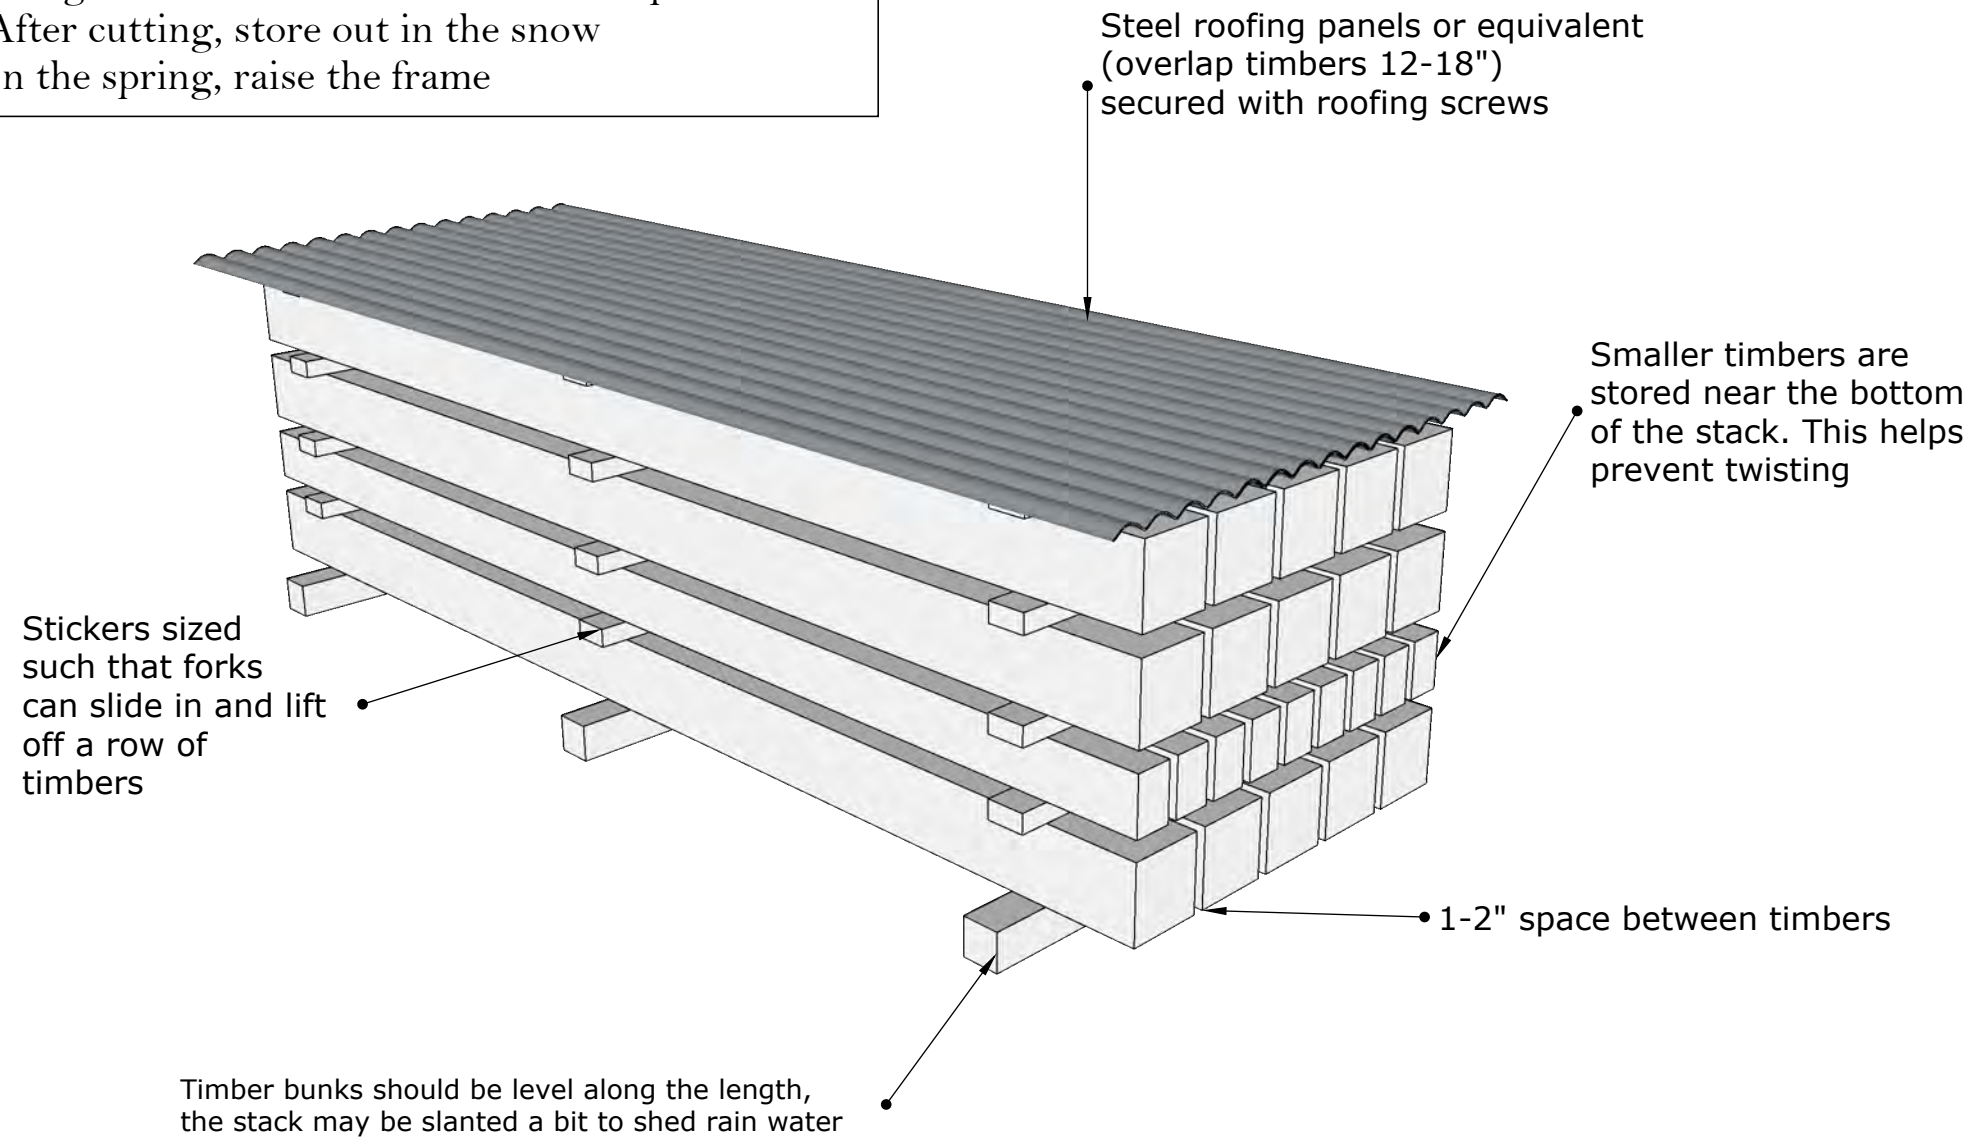 After cutting, store out in the snow
n the spring, raise the frame
Steel roofing panels or equivalent
(overlap timbers 12-18")
secured with roofing screws
Smaller timbers are
stored near the bottom
of the stack. This helps
prevent twisting
Stickers sized
such that forks
can slide in and lift
off a row of
timbers
1-2" space between timbers
Timber bunks should be level along the length,
the stack may be slanted a bit to shed rain water